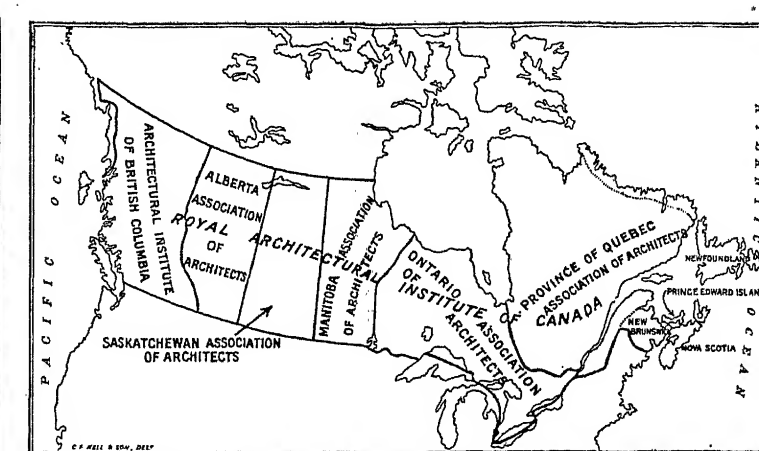 PACIFIC OCEAN
ARCHITECTURAL INSTITUTE
OF BRITISH COLUMBIA
ALBERTA
ASSOCIATION
OF
ARCHITECTS
ROYAL ARCHITECTURAL INSTITUTE OF CANADA
SASKATCHEWAN ASSOCIATION
OF ARCHITECTS
MANITOBA ASSOCIATION
OF ARCHITECTS
ONTARIO ASSOCIATION
OF
ARCHITECTS
PROVINCE OF QUEBEC
ASSOCIATION OF ARCHITECTS
NEWFOUNDLAND
PRINCE EDWARD ISLAN
NEW
BRUNSWICK
NOVA SCOTIA
OCEAN